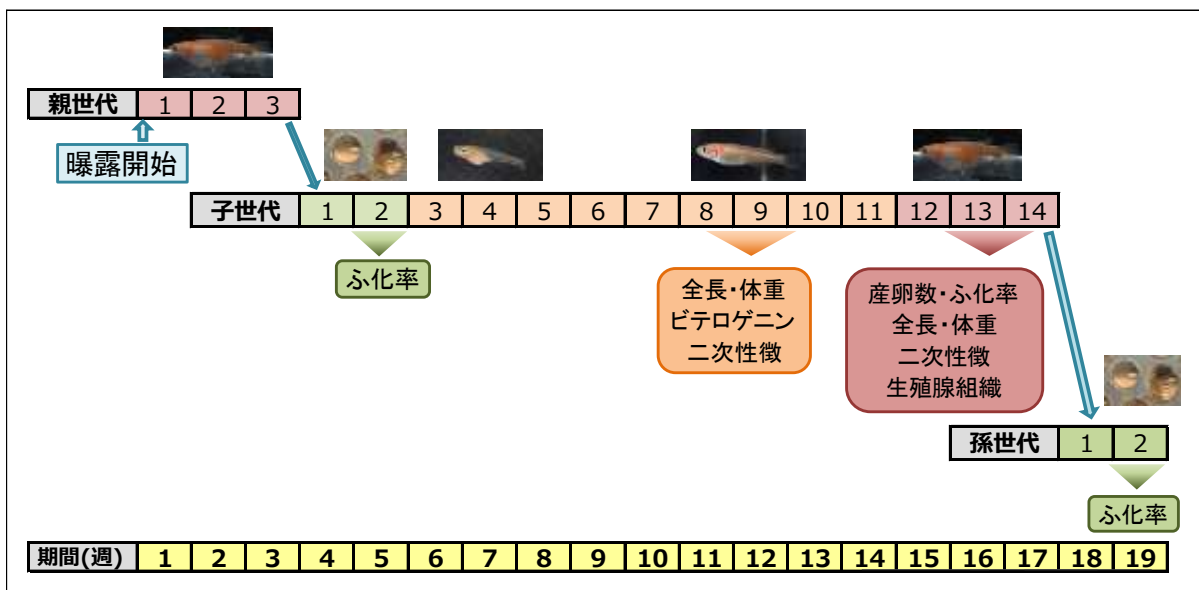 親世代 1 2 3
曝露開始
子世代 1 2 3 4 5 6 7 8 9 10 11 12 13 14
ふ化率
全長・体重
ビテロゲニン
二次性徴
産卵数・ふ化率
全長・体重
二次性徴
生殖腺組織
孫世代 1 2
ふ化率
期間(週) 1 2 3 4 5 6 7 8 9 10 11 12 13 14 15 16 17 18 19